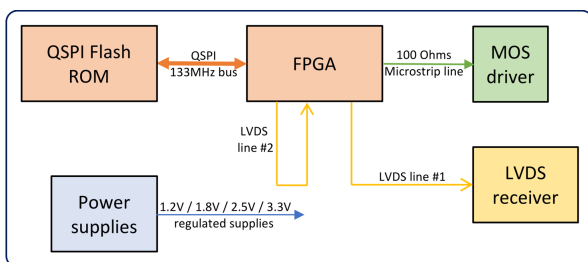 QSPI Flash
ROM
QSPI
133MHz bus
FPGA
100 Ohms
Microstrip line
MOS
driver
LVDS
line #2
LVDS line #1
LVDS
receiver
Power
supplies
1.2V / 1.8V / 2.5V / 3.3V
regulated supplies